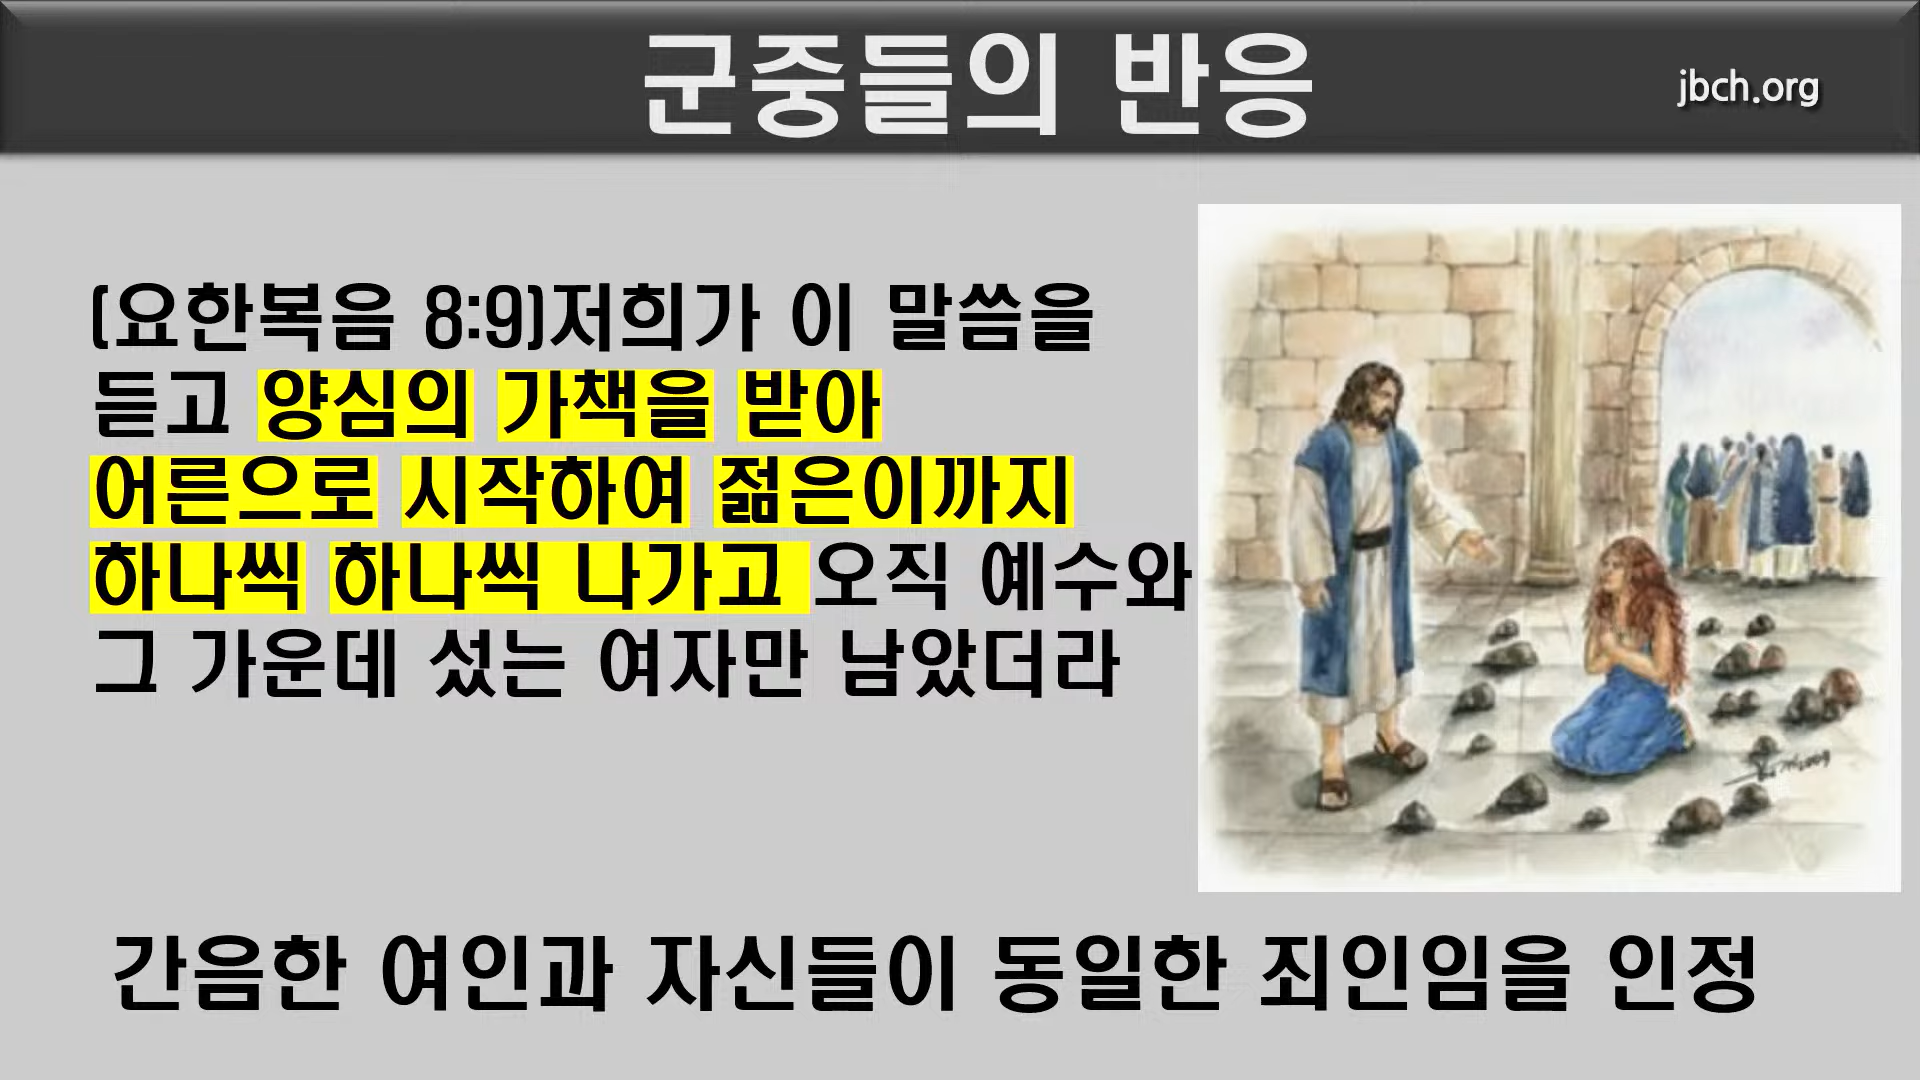 군중들의 반응
jbch.org
(요한복음 8:9)저희가 이 말씀을
듣고 양심의 가책을 받아
어른으로 시작하여 젊은이까지
하나씩 하나씩 나가고 오직 예수와
그 가운데 섰는 여자만 남았더라
간음한 여인과 자신들이 동일한 죄인임을 인정